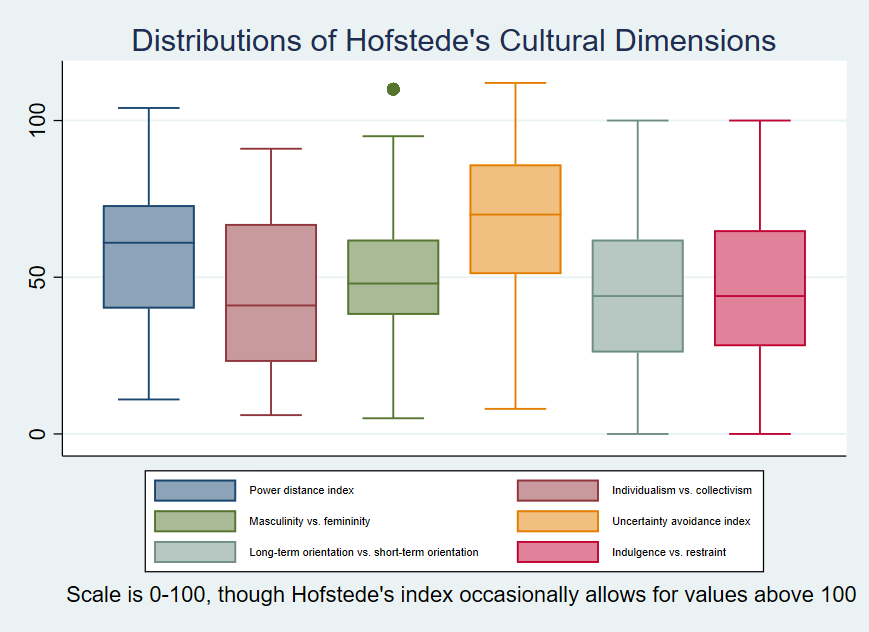 Distributions of Hofstede's Cultural Dimensions
100
50
0
Power distance index
Individualism vs. collectivism
Masculinity vs. femininity
Uncertainty avoidance index
Long-term orientation vs. short-term orientation
Indulgence vs. restraint
Scale is 0-100, though Hofstede's index occasionally allows for values above 100